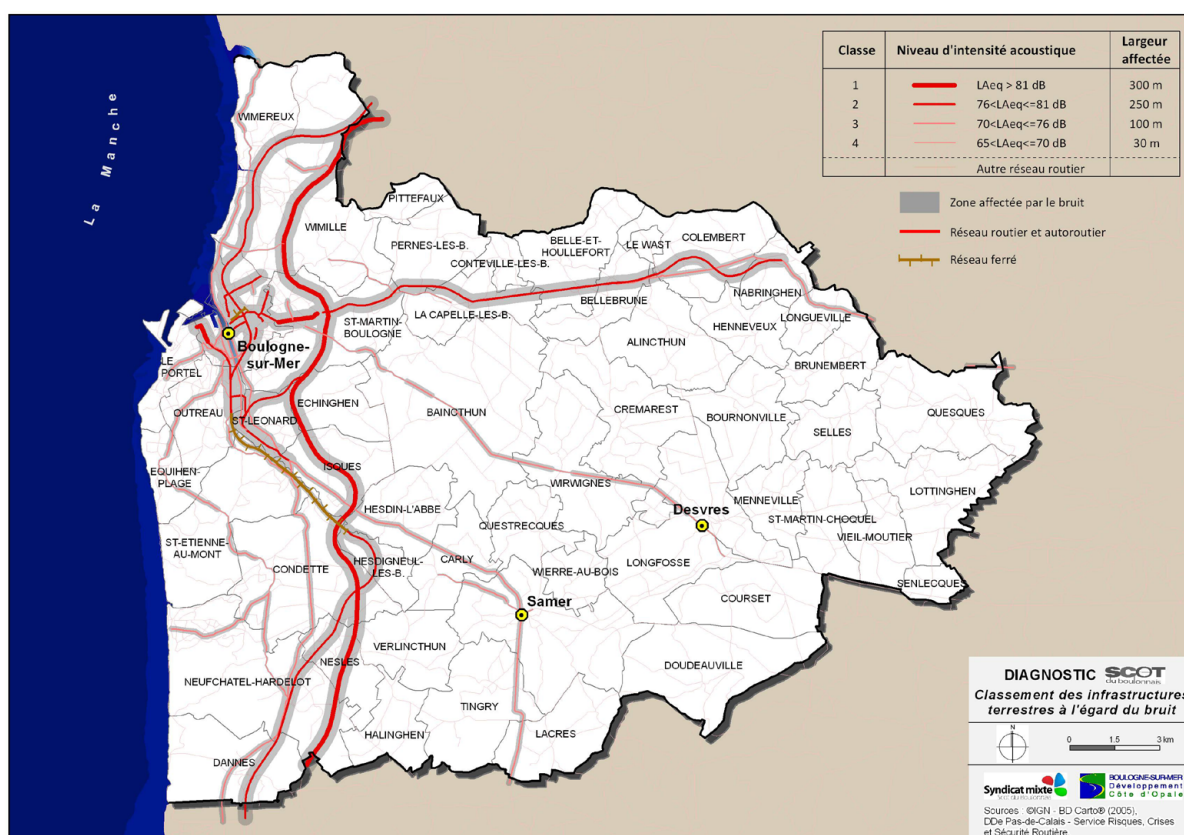 Classe Niveau d'intensité acoustique Largeur affectée
1 LAeq > 81 dB 300 m
2 76<LAeq<=81 dB 250 m
3 70<LAeq<=76 dB 100 m
4 65<LAeq<=70 dB 30 m
Autre réseau routier
Zone affectée par le bruit
Réseau routier et autoroutier
Réseau ferré
La Manche
WIMEREUX
PITTEFAUX
WIMILLE
PERNES-LES-B.
BELLE-ET-
HOULLEFORT
LE WAST
COLEMBERT
CONTEVILLE-LES-B.
BELLEBRUNE
NABRINGHEN
LONGUEVILLE
ST-MARTIN-
BOULOGNE
LA CAPELLE-LES-B.
HENNEVEUX
ALINCTHUN
Boulogne-
sur-Mer
LE
PORTEL
BRUNEMBERT
OUTREAU
ST-LEONARD
ECHINGHEN
BAINCTHUN
CREMAREST
BOURNONVILLE
SELLES
QUESQUES
EQUIHEN-
PLAGE
ISQUES
WIRWIGNES
MENNEVILLE
LOTTINGHEN
HESDIN-L'ABBE
Desvres
QUESTRECQUES
ST-MARTIN-CHOQUEL
VIEIL-MOUTIER
ST-ETIENNE-
AU-MONT
CONDETTE
HESDIGNEUL-
LES-B.
CARLY
WIERRE-AU-BOIS
LONGFOSSE
SENLECQUES
Samer
COURSET
VERLINCTHUN
NESLES
DOUDEAUVILLE
NEUFCHATEL-HARDELOT
TINGRY
HALINGHEN
LACRES
DANNES
DIAGNOSTIC SCOT
du boulonnais
Classement des infrastructures
terrestres à l'égard du bruit
N
0 1.5 3 km
Syndicat mixte
Scot du Boulonnais
BOULOGNE-SUR-MER
Développement
Côte d'Opale
Sources : ©IGN - BD Carto® (2005),
DDe Pas-de-Calais - Service Risques, Crises
et Sécurité Routière